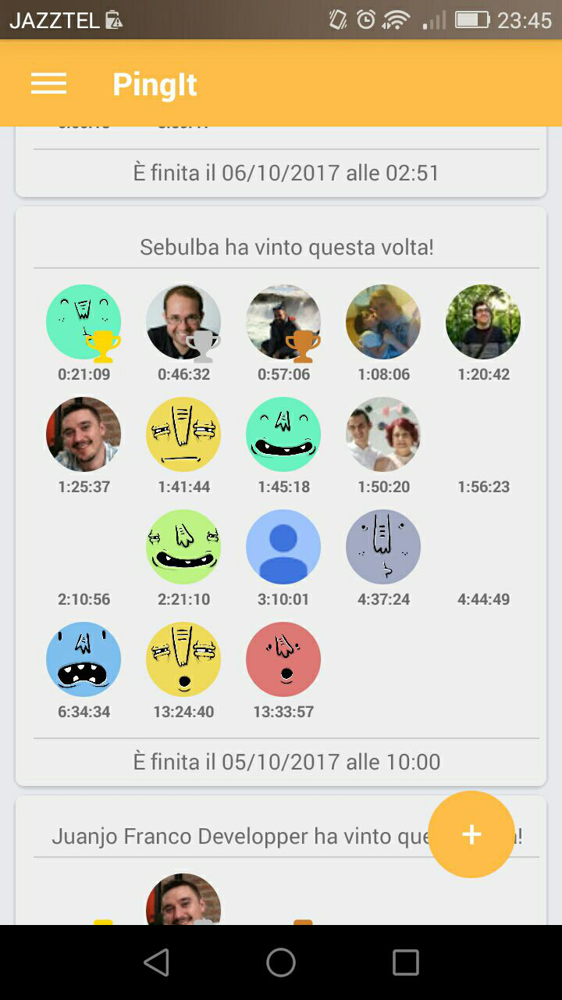 JAZZTEL 23:45
PingIt
È finita il 06/10/2017 alle 02:51
Sebulba ha vinto questa volta!
0:21:09 0:46:32 0:57:06 1:08:06 1:20:42
1:25:37 1:41:44 1:45:18 1:50:20 1:56:23
2:10:56 2:21:10 3:10:01 4:37:24 4:44:49
6:34:34 13:24:40 13:33:57
È finita il 05/10/2017 alle 10:00
Juanjo Franco Developper ha vinto
+